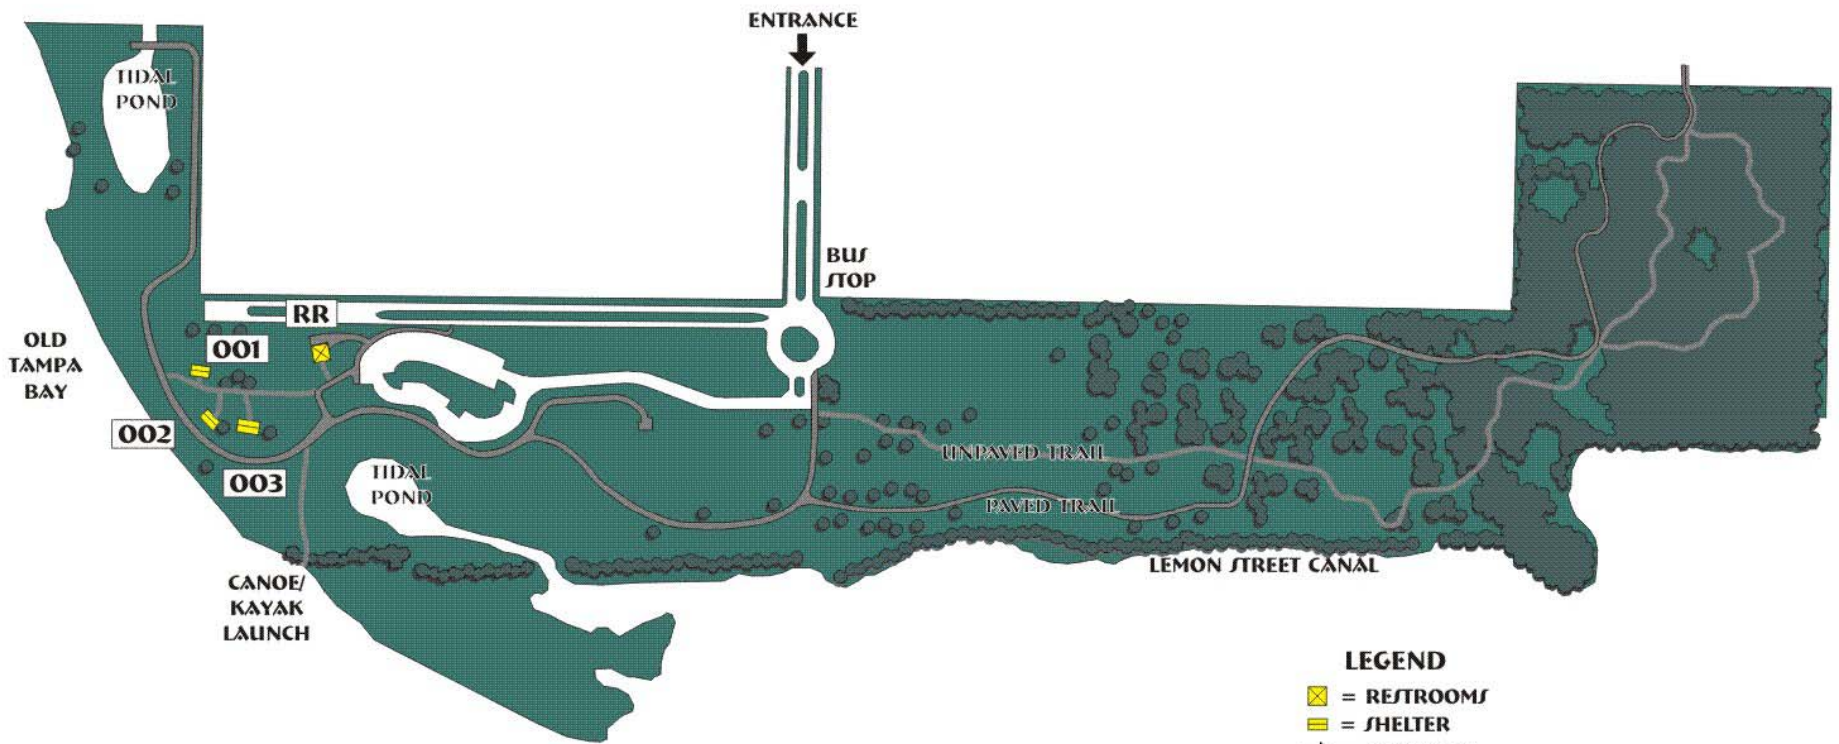 ENTRANCE
TIDAL
POND
BUS
STOP
RR
OLD
TAMPA
BAY
001
002
003
TIDAL
POND
UNPAVED TRAIL
PAVED TRAIL
LEMON STREET CANAL
CANOE/
KAYAK
LAUNCH
LEGEND
= RESTROOMS
= SHELTER